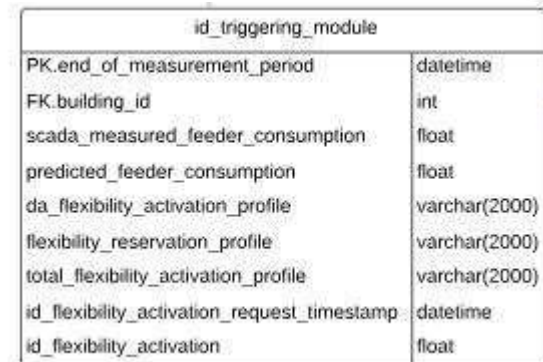 id_triggering_module
PK.end_of_measurement_period datetime
FK.building_id int
scada_measured_feeder_consumption float
predicted_feeder_consumption float
da_flexibility_activation_profile varchar(2000)
flexibility_reservation_profile varchar(2000)
total_flexibility_activation_profile varchar(2000)
id_flexibility_activation_request_timestamp datetime
id_flexibility_activation float